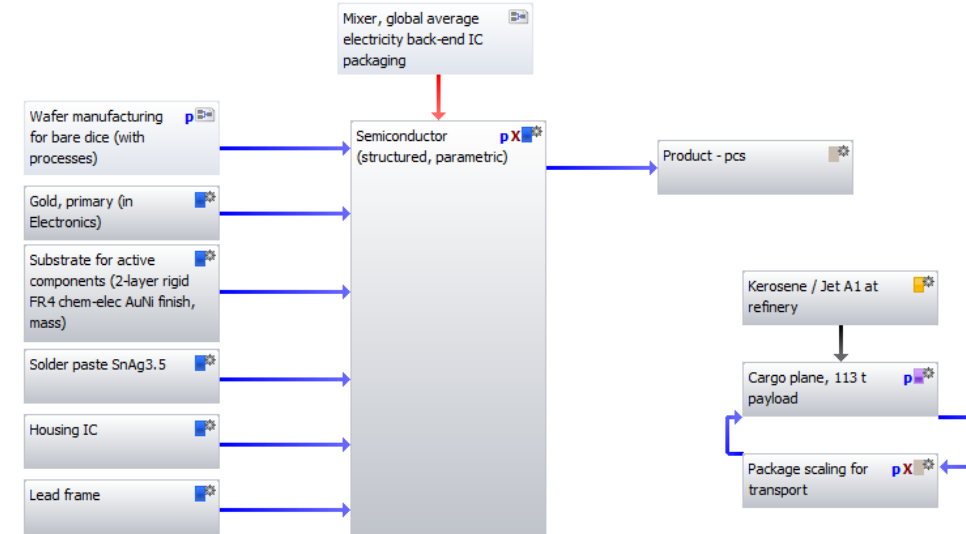 Mixer, global average
electricity back-end IC
packaging
Wafer manufacturing p
for bare dice (with
processes)
Semiconductor p X
(structured, parametric)
Product - pcs
Gold, primary (in
Electronics)
Substrate for active
components (2-layer rigid
FR4 chem-elec AuNi finish,
mass)
Kerosene / Jet A1 at
refinery
Solder paste SnAg3.5
Cargo plane, 113 t p
payload
Housing IC
Package scaling for p X
transport
Lead frame